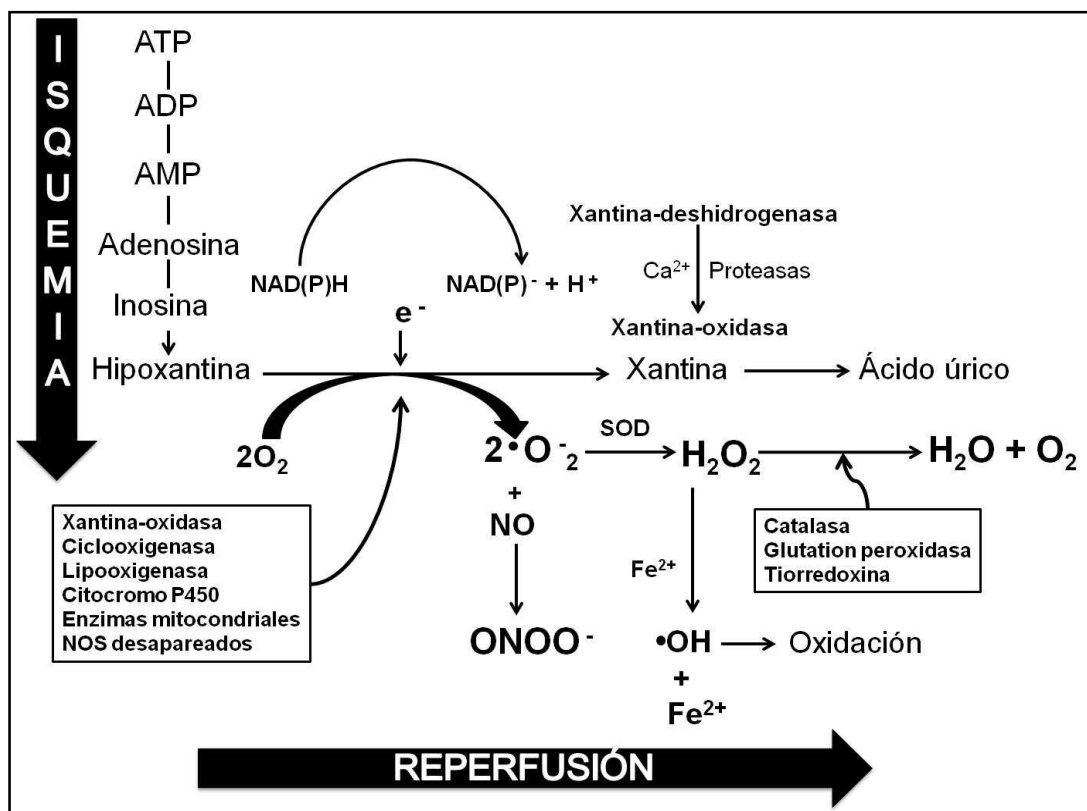 ISQUEMIA
ATP
ADP
AMP
Adenosina
Inosina
Hipoxantina
NAD(P)H
NAD(P)⁻ + H⁺
e⁻
Xantina-deshidrogenasa
Ca²⁺ Proteasas
Xantina-oxidasa
Xantina
Ácido úrico
2O₂
2•O⁻₂
SOD
H₂O₂
H₂O + O₂
+
NO
ONOO⁻
Fe²⁺
•OH
Oxidación
+
Fe²⁺
Xantina-oxidasa
Ciclooxigenasa
Lipooxigenasa
Citocromo P450
Enzimas mitocondriales
NOS desapareados
Catalasa
Glutation peroxidasa
Tiorredoxina
REPERFUSIÓN